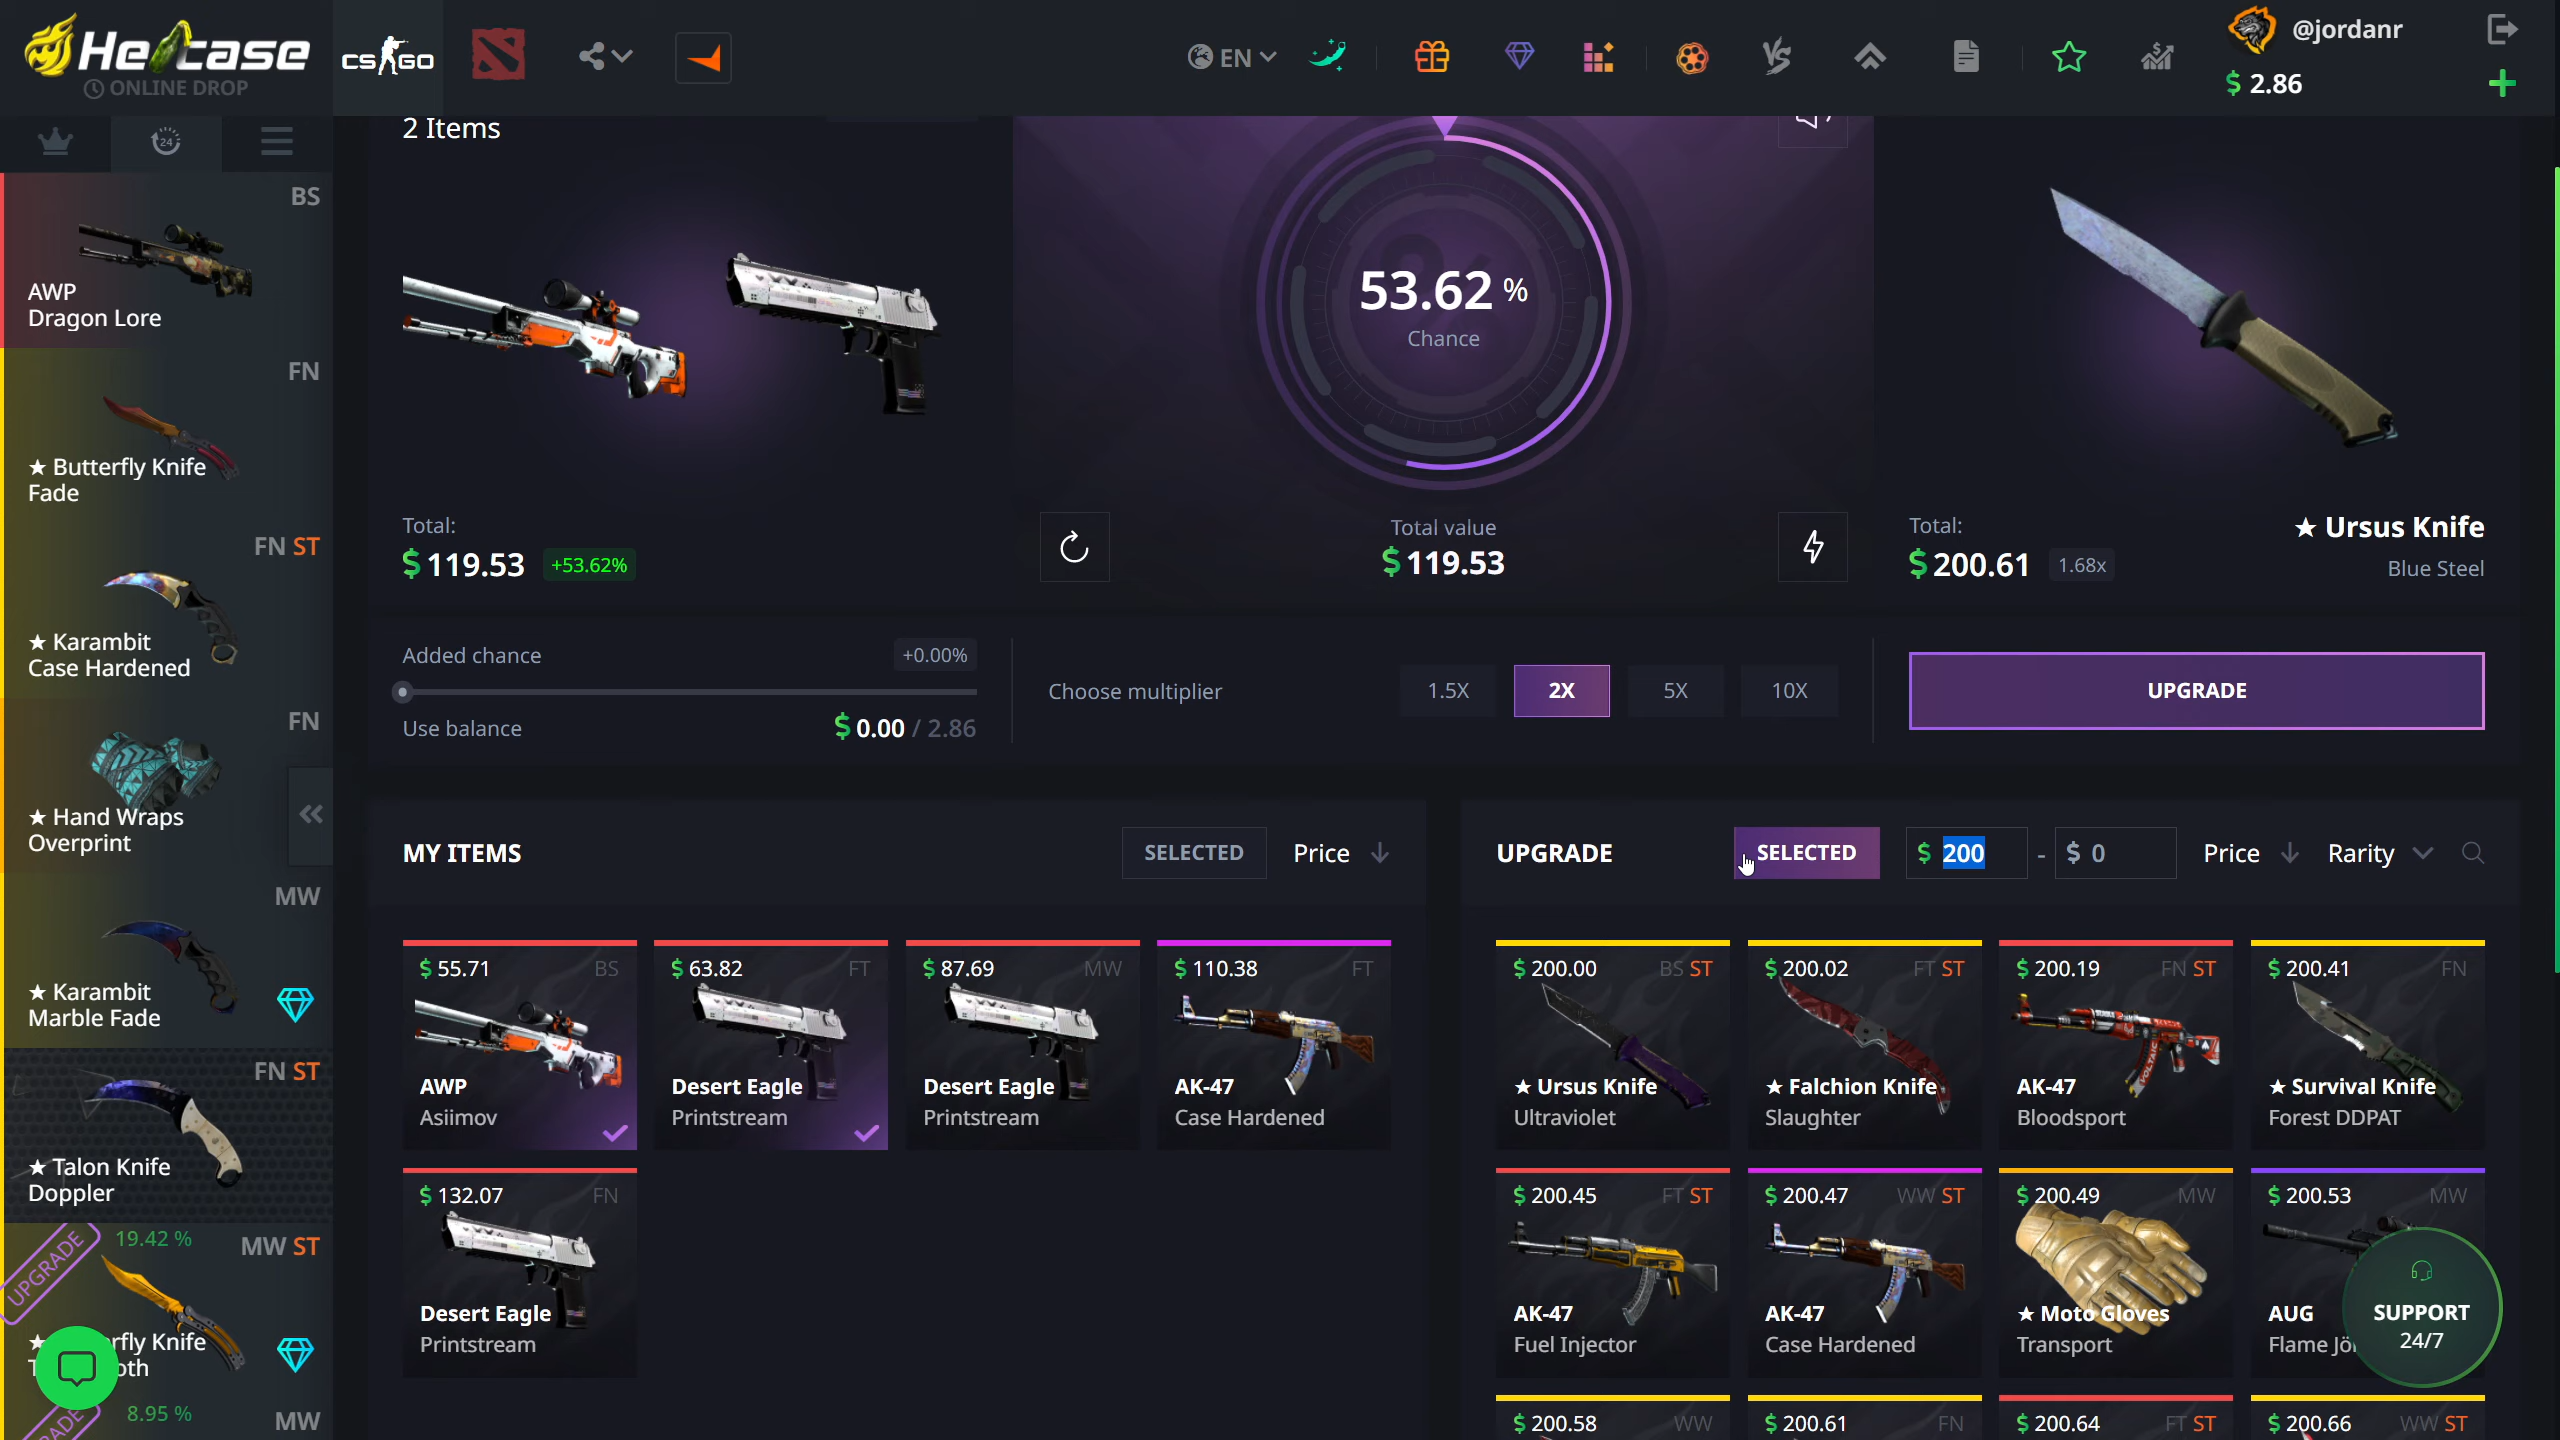 Hellcase
ONLINE DROP
CS GO
EN
VS
@jordanr
$ 2.86
24
BS
AWP
Dragon Lore
FN
★ Butterfly Knife
Fade
FN ST
★ Karambit
Case Hardened
FN
★ Hand Wraps
Overprint
MW
★ Karambit
Marble Fade
FN ST
★ Talon Knife
Doppler
UPGRADE
19.42 %
MW ST
8.95 %
MW
2 Items
Total:
$ 119.53
+53.62%
53.62 %
Chance
Total value
$ 119.53
Total:
$ 200.61
1.68x
★ Ursus Knife
Blue Steel
Added chance
+0.00%
Use balance
$ 0.00 / 2.86
Choose multiplier
1.5X
2X
5X
10X
UPGRADE
MY ITEMS
SELECTED
Price
$ 55.71
BS
AWP
Asiimov
$ 63.82
FT
Desert Eagle
Printstream
$ 87.69
MW
Desert Eagle
Printstream
$ 110.38
FT
AK-47
Case Hardened
$ 132.07
FN
Desert Eagle
Printstream
UPGRADE
SELECTED
$ 200 - $ 0
Price
Rarity
$ 200.00
BS ST
★ Ursus Knife
Ultraviolet
$ 200.02
FT ST
★ Falchion Knife
Slaughter
$ 200.19
FN ST
AK-47
Bloodsport
$ 200.41
FN
★ Survival Knife
Forest DDPAT
$ 200.45
FT ST
AK-47
Fuel Injector
$ 200.47
WW ST
AK-47
Case Hardened
$ 200.49
MW
★ Moto Gloves
Transport
$ 200.53
MW
AUG
Flame
$ 200.58
WW
$ 200.61
FN
$ 200.64
FT ST
$ 200.66
WW ST
SUPPORT
24/7